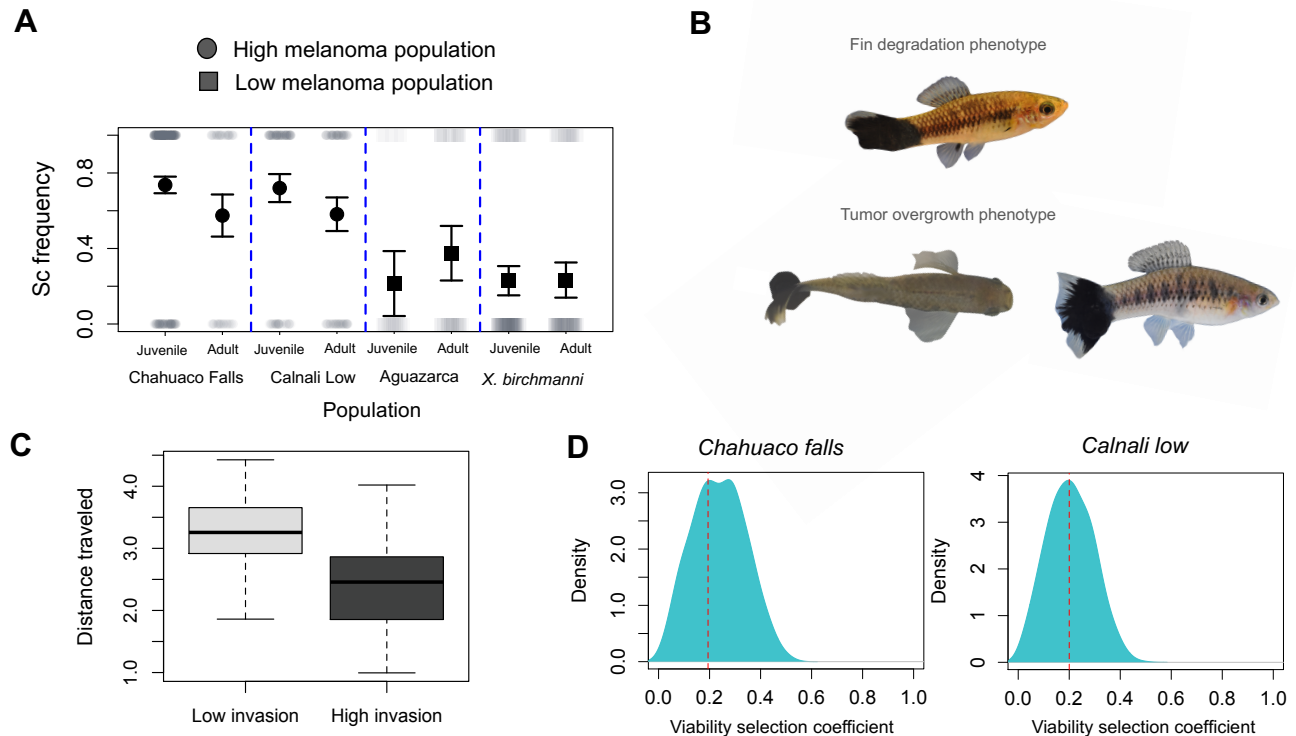 A
High melanoma population
Low melanoma population
Sc frequency
0.8
0.4
0.0
Juvenile Adult Juvenile Adult Juvenile Adult Juvenile Adult
Chahuaco Falls Calnali Low Aguazarca X. birchmanni
Population
B
Fin degradation phenotype
Tumor overgrowth phenotype
C
Distance traveled
4.0
3.0
2.0
1.0
Low invasion High invasion
D
Chahuaco falls
Density
3.0
2.0
1.0
0.0
0.0 0.2 0.4 0.6 0.8 1.0
Viability selection coefficient
Calnali low
Density
4
3
2
1
0
0.0 0.2 0.4 0.6 0.8 1.0
Viability selection coefficient